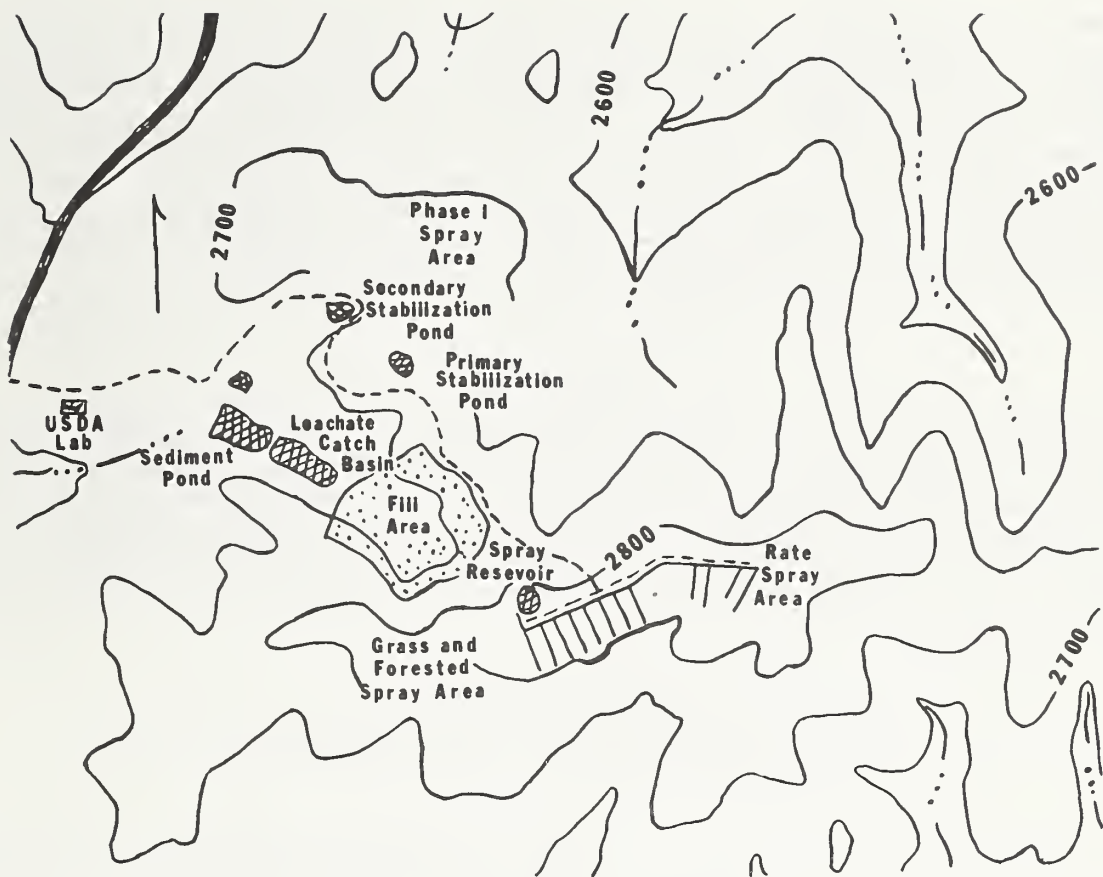 2600
2600
2700
Phase I
Spray
Area
Secondary
Stabilization
Pond
Primary
Stabilization
Pond
USDA
Lab
Sediment
Pond
Leachate
Catch
Basin
Fill
Area
Spray
Resevoir
2800
Rate
Spray
Area
Grass and
Forested
Spray Area
2700